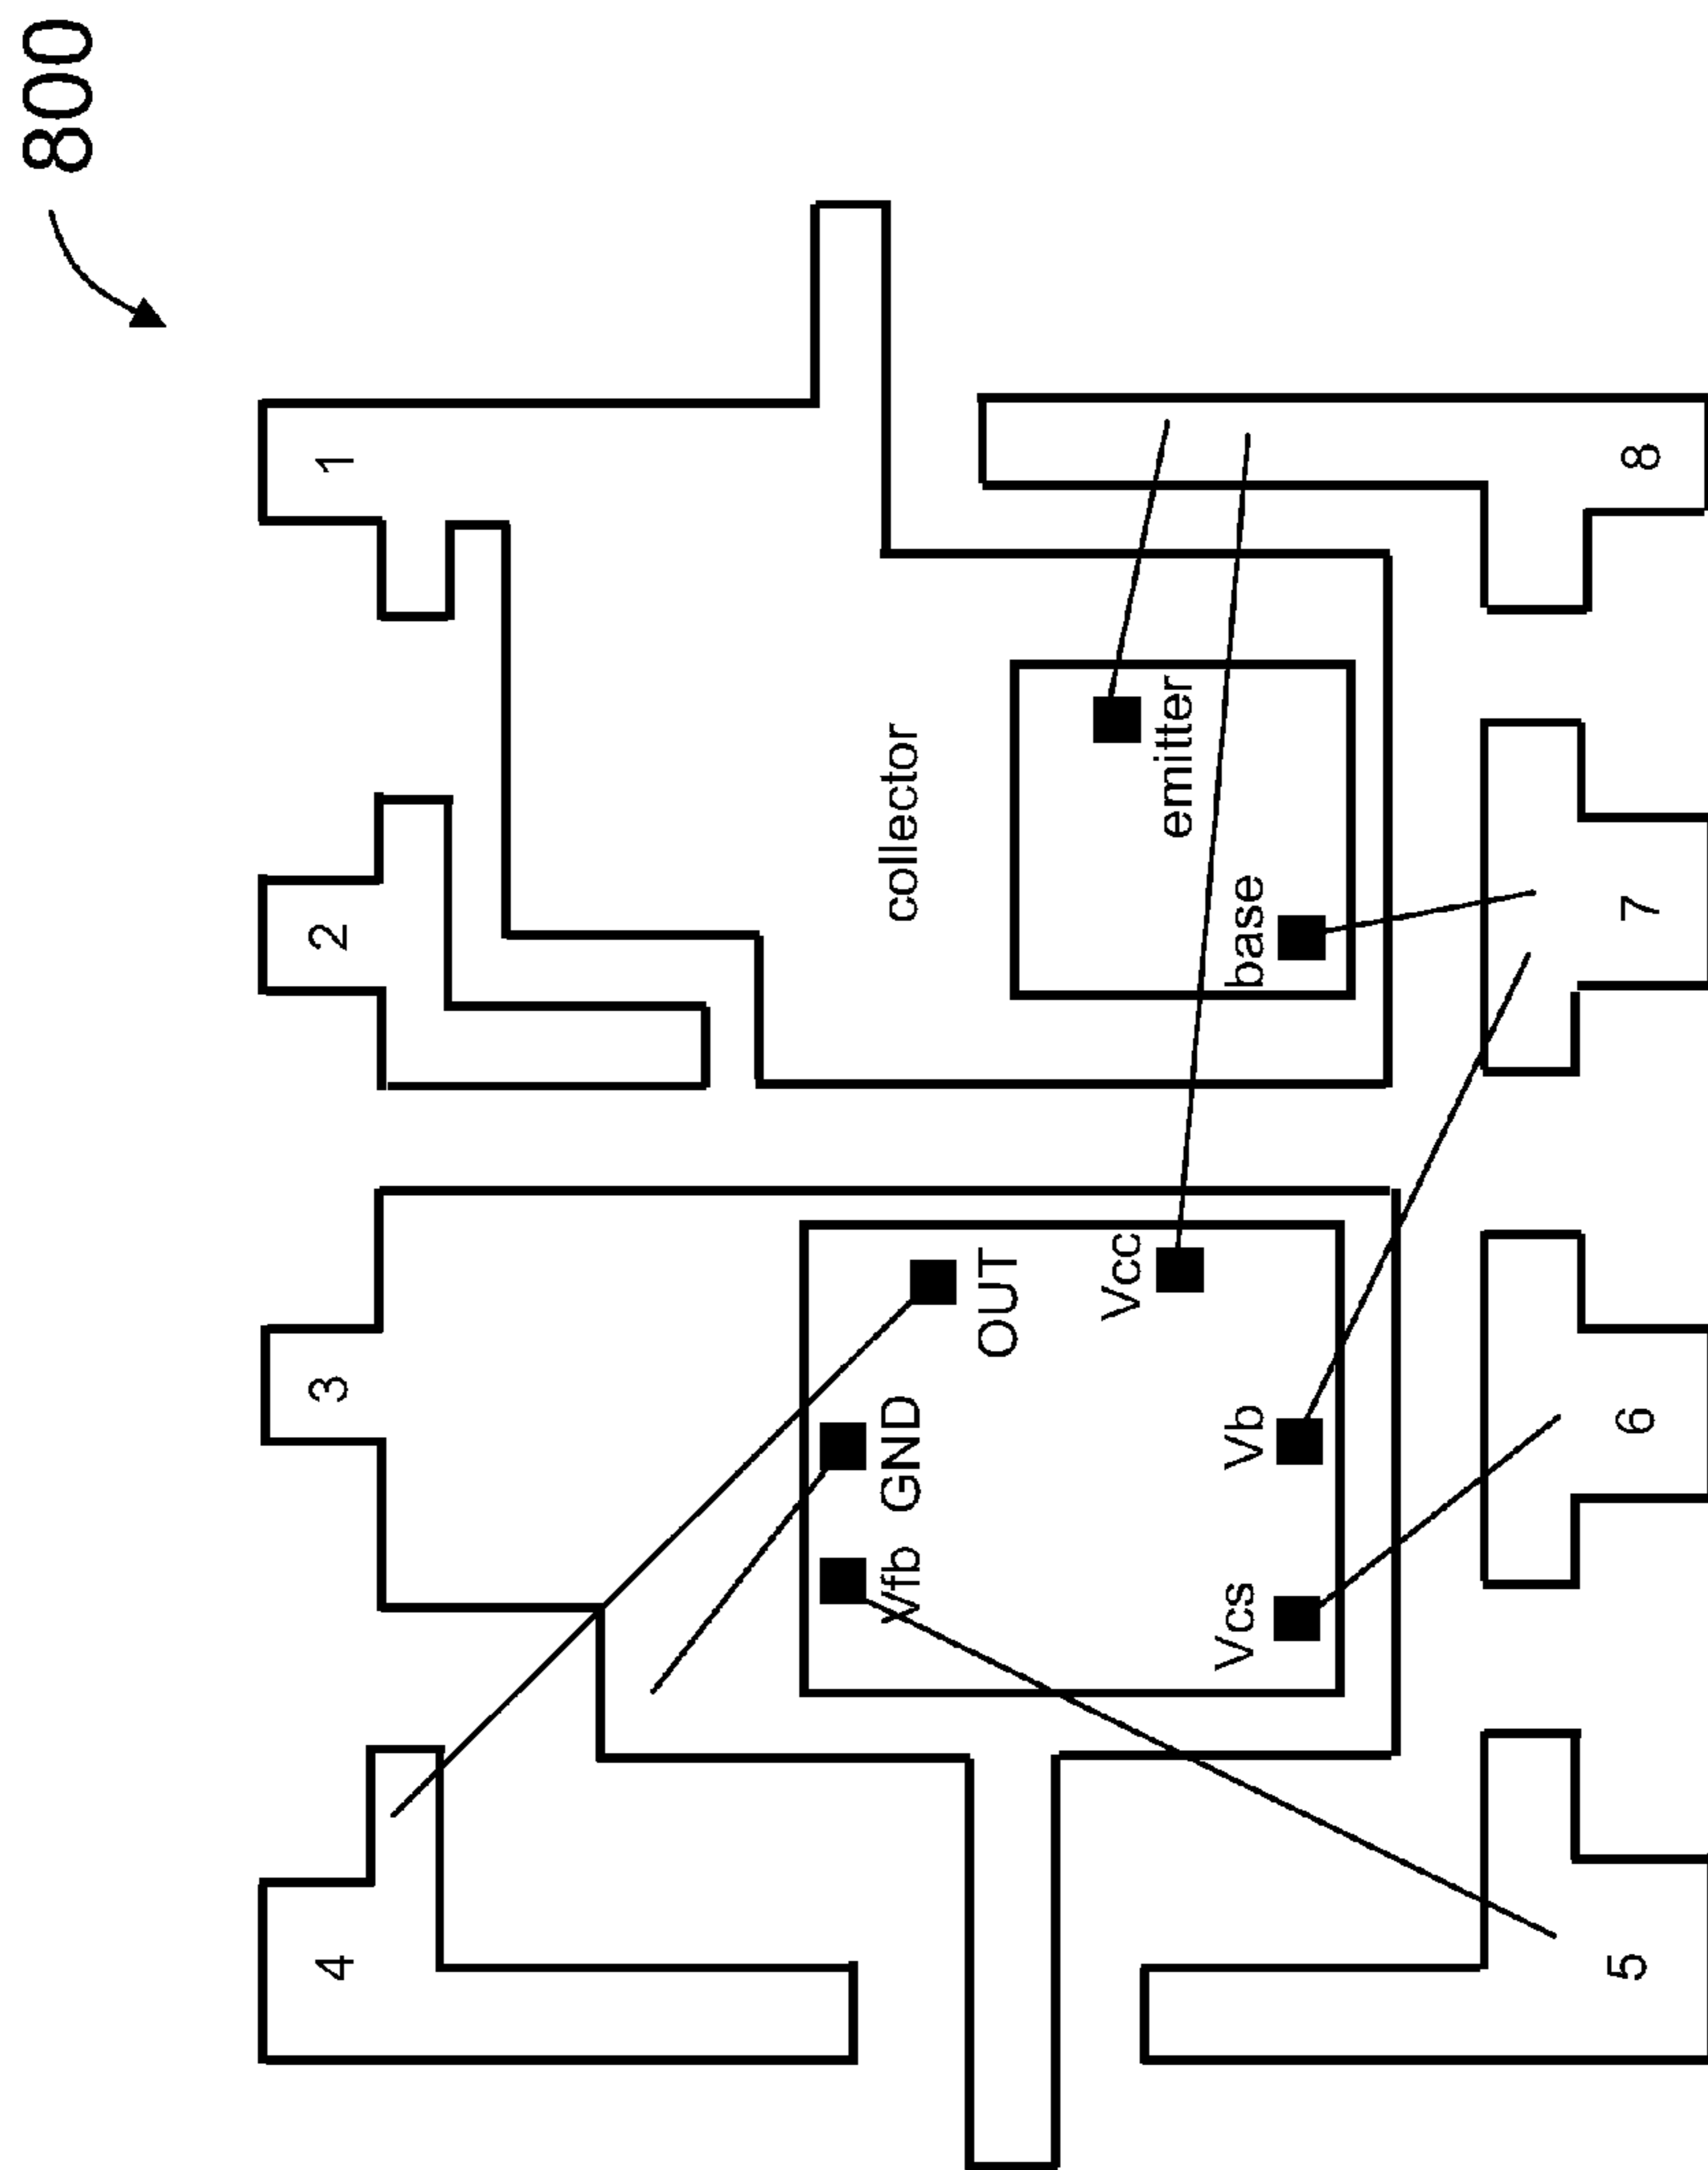 800
1
2
3
4
collector
emitter
base
OUT
GND
Vfb
Vcc
Vb
Vcs
8
7
6
5